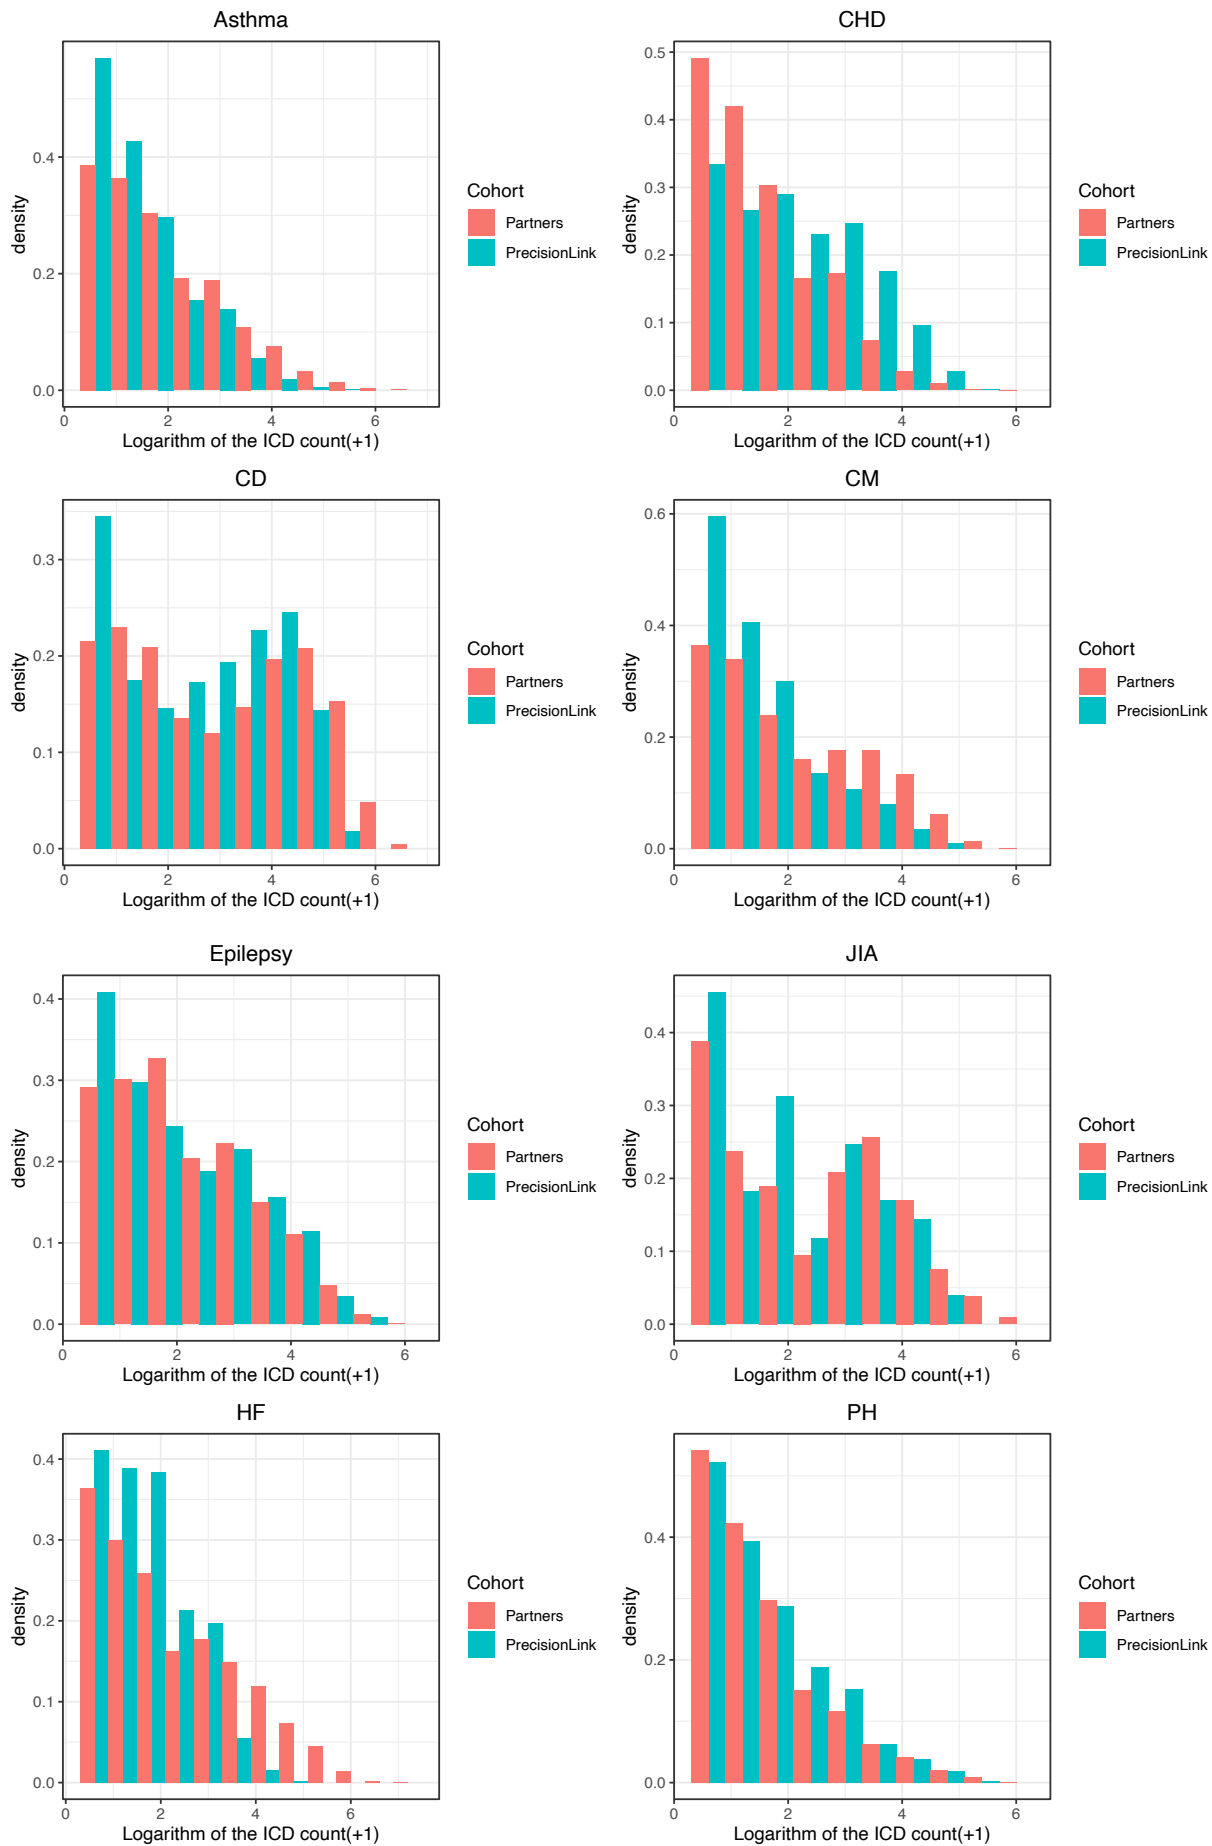 Asthma
density
0.4
0.2
0.0
0 2 4 6
Logarithm of the ICD count(+1)
Cohort
Partners
PrecisionLink
CHD
density
0.5
0.4
0.3
0.2
0.1
0.0
0 2 4 6
Logarithm of the ICD count(+1)
Cohort
Partners
PrecisionLink
CD
density
0.3
0.2
0.1
0.0
0 2 4 6
Logarithm of the ICD count(+1)
Cohort
Partners
PrecisionLink
CM
density
0.6
0.4
0.2
0.0
0 2 4 6
Logarithm of the ICD count(+1)
Cohort
Partners
PrecisionLink
Epilepsy
density
0.4
0.3
0.2
0.1
0.0
0 2 4 6
Logarithm of the ICD count(+1)
Cohort
Partners
PrecisionLink
JIA
density
0.4
0.3
0.2
0.1
0.0
0 2 4 6
Logarithm of the ICD count(+1)
Cohort
Partners
PrecisionLink
HF
density
0.4
0.3
0.2
0.1
0.0
0 2 4 6
Logarithm of the ICD count(+1)
Cohort
Partners
PrecisionLink
PH
density
0.4
0.2
0.0
0 2 4 6
Logarithm of the ICD count(+1)
Cohort
Partners
PrecisionLink